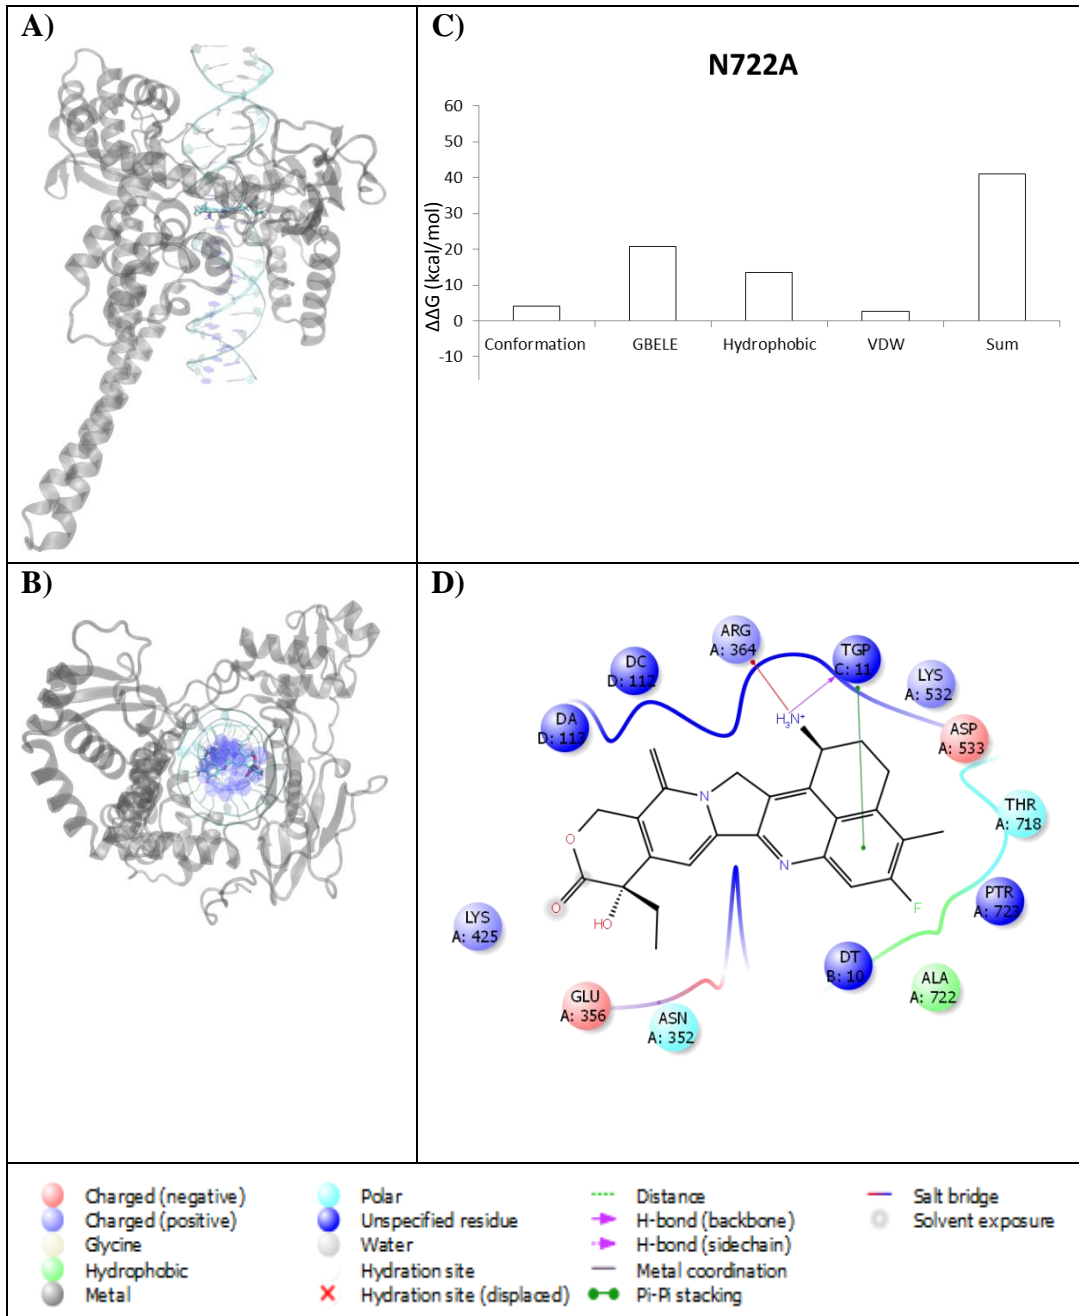 A)
C)
N722A
ΔΔG (kcal/mol)
60
50
40
30
20
10
0
-10
Conformation
GBELE
Hydrophobic
VDW
Sum
B)
D)
ARG
A: 364
TGP
C: 11
DC
D: 112
LYS
A: 532
DA
D: 113
H₃N⁺
ASP
A: 533
N
THR
A: 718
O
N
PTR
A: 723
O
HO
F
LYS
A: 425
DT
B: 10
ALA
A: 722
GLU
A: 356
ASN
A: 352
Charged (negative)
Charged (positive)
Glycine
Hydrophobic
Metal
Polar
Unspecified residue
Water
Hydration site
Hydration site (displaced)
Distance
H-bond (backbone)
H-bond (sidechain)
Metal coordination
Pi-Pi stacking
Salt bridge
Solvent exposure